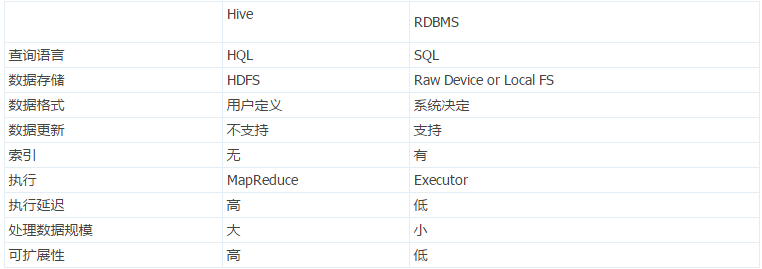 Hive RDBMS
查询语言 HQL SQL
数据存储 HDFS Raw Device or Local FS
数据格式 用户定义 系统决定
数据更新 不支持 支持
索引 无 有
执行 MapReduce Executor
执行延迟 高 低
处理数据规模 大 小
可扩展性 高 低